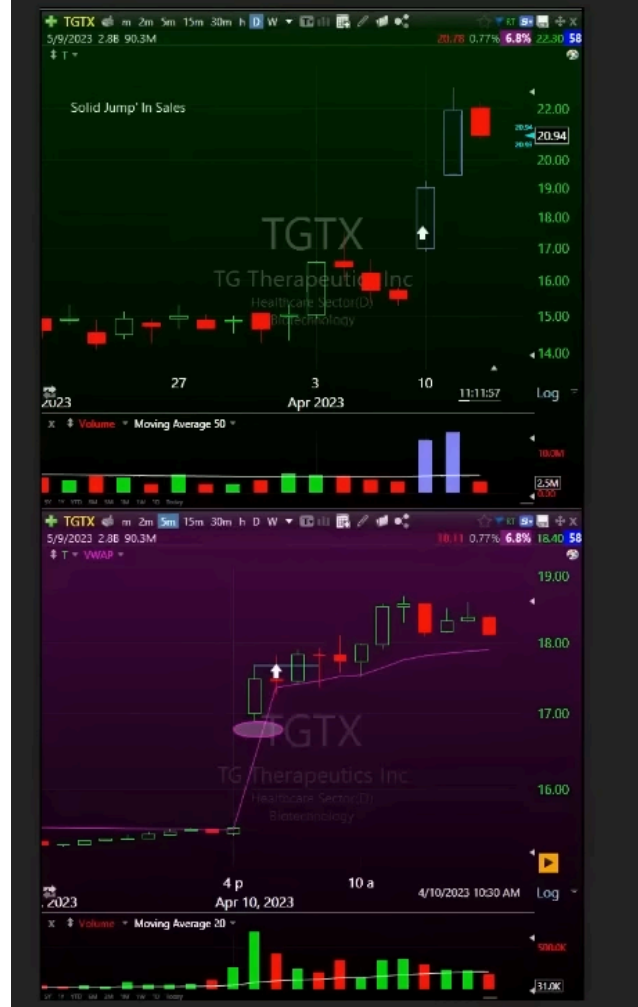 TGTX m 2m 5m 15m 30m h D W
5/9/2023 2.8B 90.3M 20.78 0.77% 6.8% 22.30 58
T
Solid Jump' In Sales
22.00
20.94
20.94
20.00
19.00
18.00
17.00
16.00
15.00
14.00
TGTX
TG Therapeutics Inc
Healthcare Sector(D)
Biotechnology
27 3 10
11:11:57
2023 Apr 2023 Log
x Volume Moving Average 50
10.0M
2.5M
0.00
TGTX m 2m 5m 15m 30m h D W
5/9/2023 2.8B 90.3M 18.11 0.77% 6.8% 18.40 58
T VWAP
19.00
18.00
17.00
16.00
TGTX
TG Therapeutics Inc
Healthcare Sector(D)
Biotechnology
4 p 10 a
4/10/2023 10:30 AM Log
, 2023 Apr 10, 2023
x Volume Moving Average 20
500.0K
31.0K